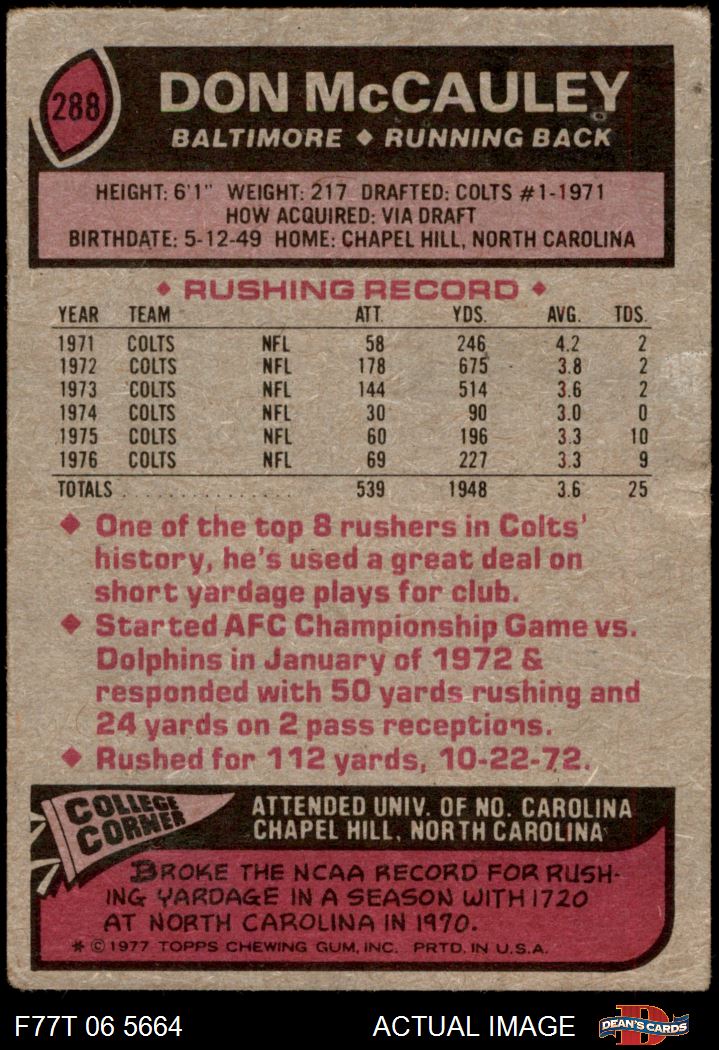 288
DON McCAULEY
BALTIMORE ◆ RUNNING BACK
HEIGHT: 6'1" WEIGHT: 217 DRAFTED: COLTS #1-1971
HOW ACQUIRED: VIA DRAFT
BIRTHDATE: 5-12-49 HOME: CHAPEL HILL, NORTH CAROLINA
◆ RUSHING RECORD ◆
YEAR TEAM ATT. YDS. AVG. TDS.
1971 COLTS NFL 58 246 4.2 2
1972 COLTS NFL 178 675 3.8 2
1973 COLTS NFL 144 514 3.6 2
1974 COLTS NFL 30 90 3.0 0
1975 COLTS NFL 60 196 3.3 10
1976 COLTS NFL 69 227 3.3 9
TOTALS . . . . . . . . . . . . . . . 539 1948 3.6 25
◆ One of the top 8 rushers in Colts'
history, he's used a great deal on
short yardage plays for club.
◆ Started AFC Championship Game vs.
Dolphins in January of 1972 &
responded with 50 yards rushing and
24 yards on 2 pass receptions.
◆ Rushed for 112 yards, 10-22-72.
COLLEGE
CORNER
ATTENDED UNIV. OF NO. CAROLINA
CHAPEL HILL, NORTH CAROLINA
BROKE THE NCAA RECORD FOR RUSH-
ING YARDAGE IN A SEASON WITH 1720
AT NORTH CAROLINA IN 1970.
* © 1977 TOPPS CHEWING GUM, INC. PRTD. IN U.S.A.
F77T 06 5664 ACTUAL IMAGE
D
DEAN'S CARDS